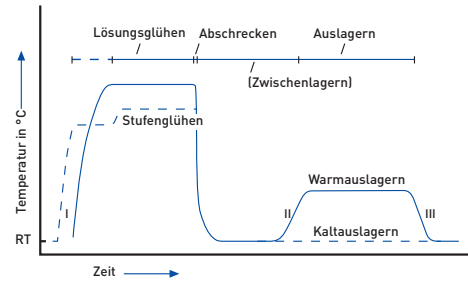 Lösungsglühen
Abschrecken
Auslagern
(Zwischenlagern)
Stufenglühen
Temperatur in °C
Warmauslagern
I
II
III
Kaltauslagern
RT
Zeit